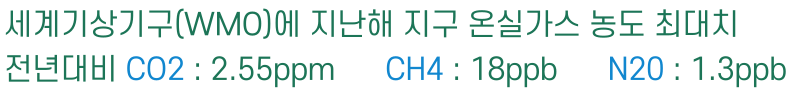 세계기상기구(WMO)에 지난해 지구 온실가스 농도 최대치
전년대비 CO2 : 2.55ppm CH4 : 18ppb N20 : 1.3ppb